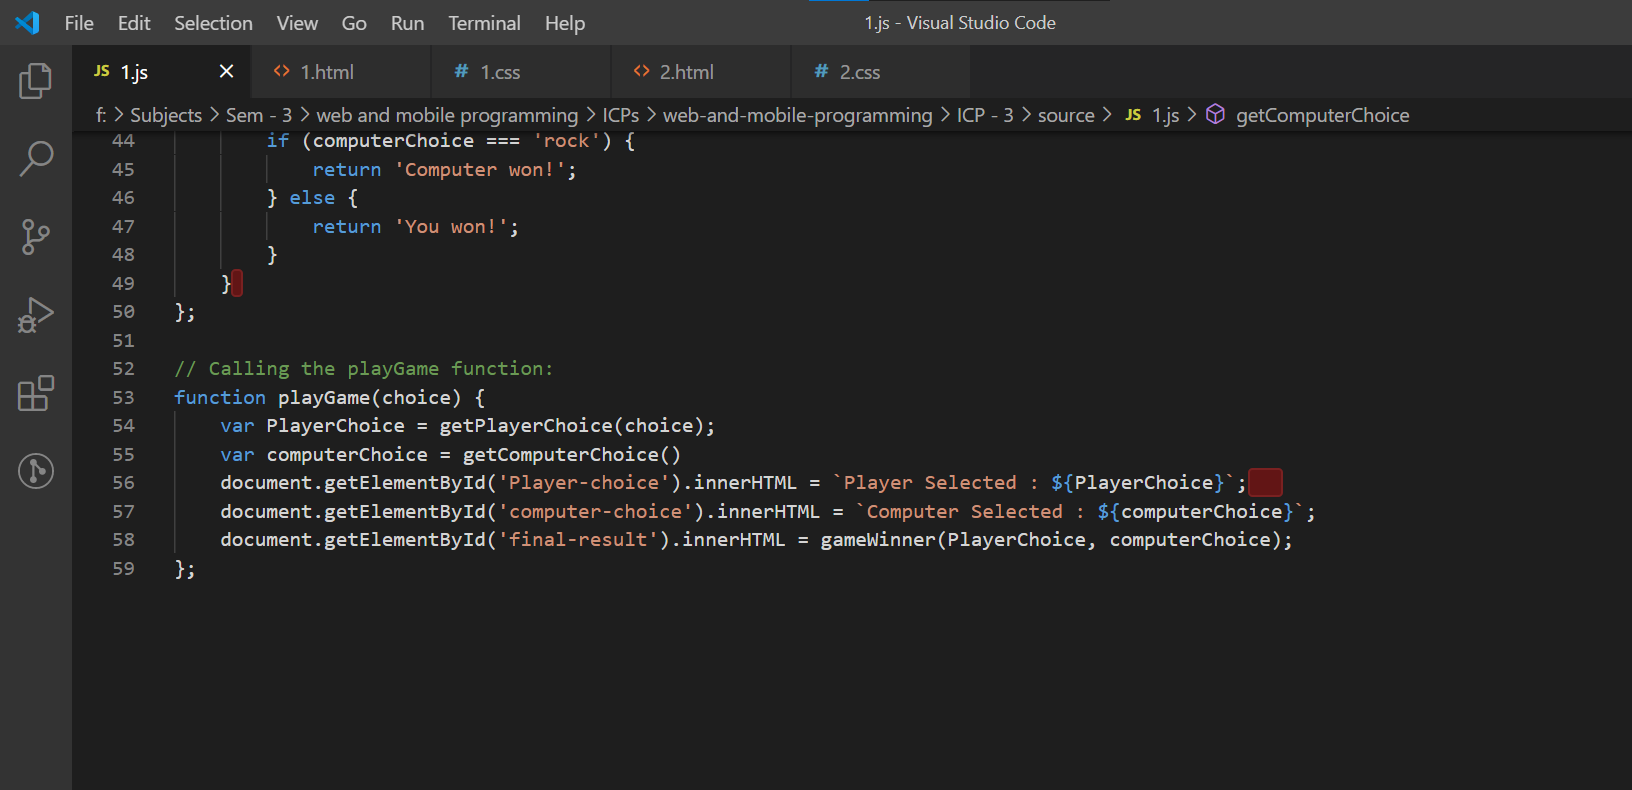 File Edit Selection View Go Run Terminal Help 1.js - Visual Studio Code
JS 1.js × <> 1.html # 1.css <> 2.html # 2.css
f: > Subjects > Sem - 3 > web and mobile programming > ICPs > web-and-mobile-programming > ICP - 3 > source > JS 1.js > getComputerChoice
44 if (computerChoice === 'rock') {
45 return 'Computer won!';
46 } else {
47 return 'You won!';
48 }
49 }
50 };
51
52 // Calling the playGame function:
53 function playGame(choice) {
54 var PlayerChoice = getPlayerChoice(choice);
55 var computerChoice = getComputerChoice()
56 document.getElementById('Player-choice').innerHTML = `Player Selected : ${PlayerChoice}`;
57 document.getElementById('computer-choice').innerHTML = `Computer Selected : ${computerChoice}`;
58 document.getElementById('final-result').innerHTML = gameWinner(PlayerChoice, computerChoice);
59 };